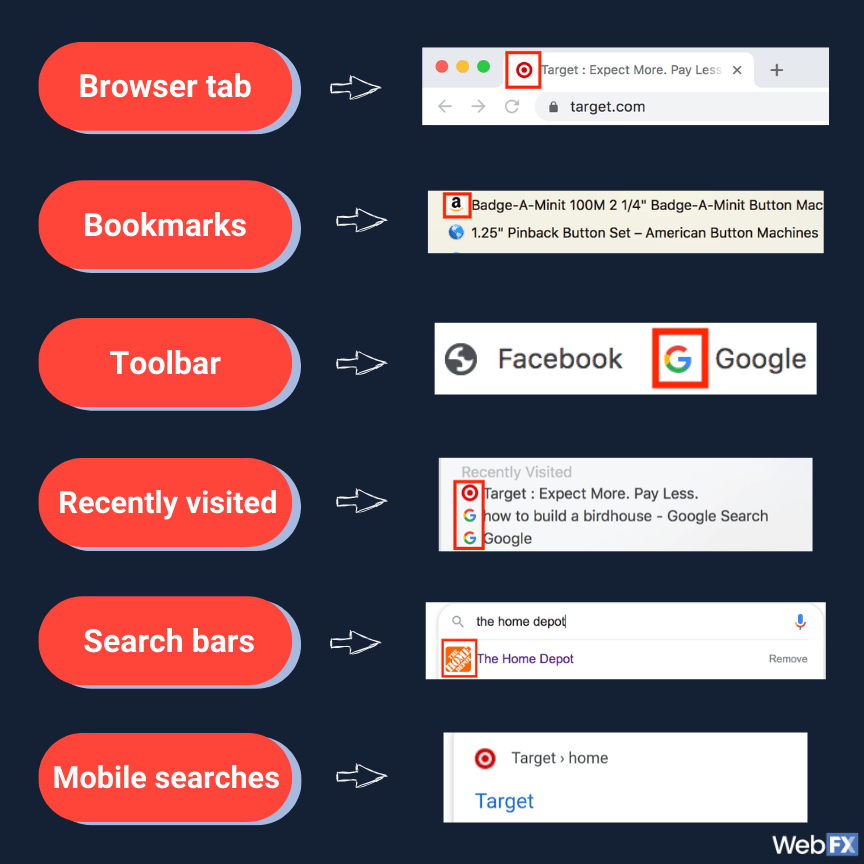 Browser tab
Target : Expect More. Pay Less
target.com
Bookmarks
a
Badge-A-Minit 100M 2 1/4" Badge-A-Minit Button Mac
1.25" Pinback Button Set – American Button Machines
Toolbar
Facebook
G Google
Recently visited
Recently Visited
Target : Expect More. Pay Less.
G how to build a birdhouse - Google Search
G Google
Search bars
the home depot
THE HOME DEPOT
The Home Depot
Remove
Mobile searches
Target › home
Target
WebFX